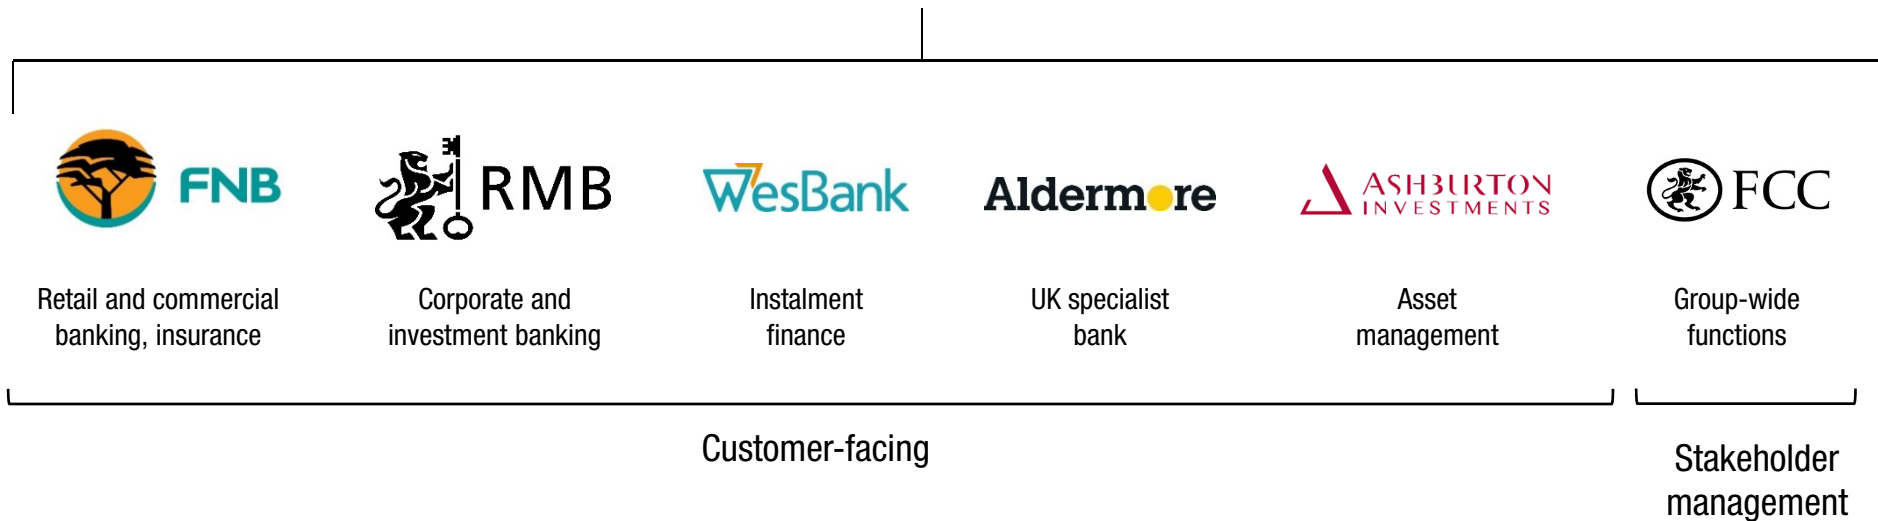 FNB
RMB
WesBank
Aldermore
ASHBURTON
INVESTMENTS
FCC
Retail and commercial
banking, insurance
Corporate and
investment banking
Instalment
finance
UK specialist
bank
Asset
management
Group-wide
functions
Customer-facing
Stakeholder
management